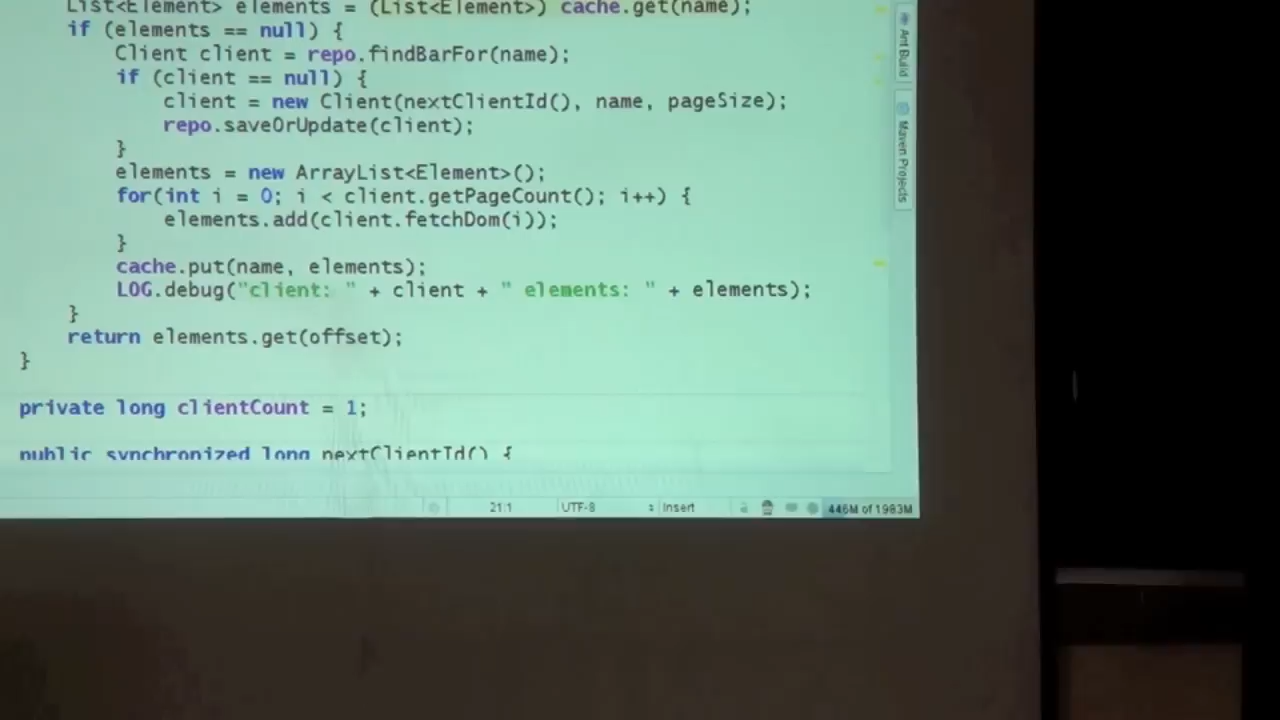 List<Element> elements = (List<Element>) cache.get(name);
if (elements == null) {
Client client = repo.findBarFor(name);
if (client == null) {
client = new Client(nextClientId(), name, pageSize);
repo.saveOrUpdate(client);
}
elements = new ArrayList<Element>();
for(int i = 0; i < client.getPageCount(); i++) {
elements.add(client.fetchDom(i));
}
cache.put(name, elements);
LOG.debug("client: " + client + " elements: " + elements);
}
return elements.get(offset);
}
private long clientCount = 1;
public synchronized long nextClientId() {
21:1 UTF-8 Insert 446M of 1983M
Ant Build
Maven Projects